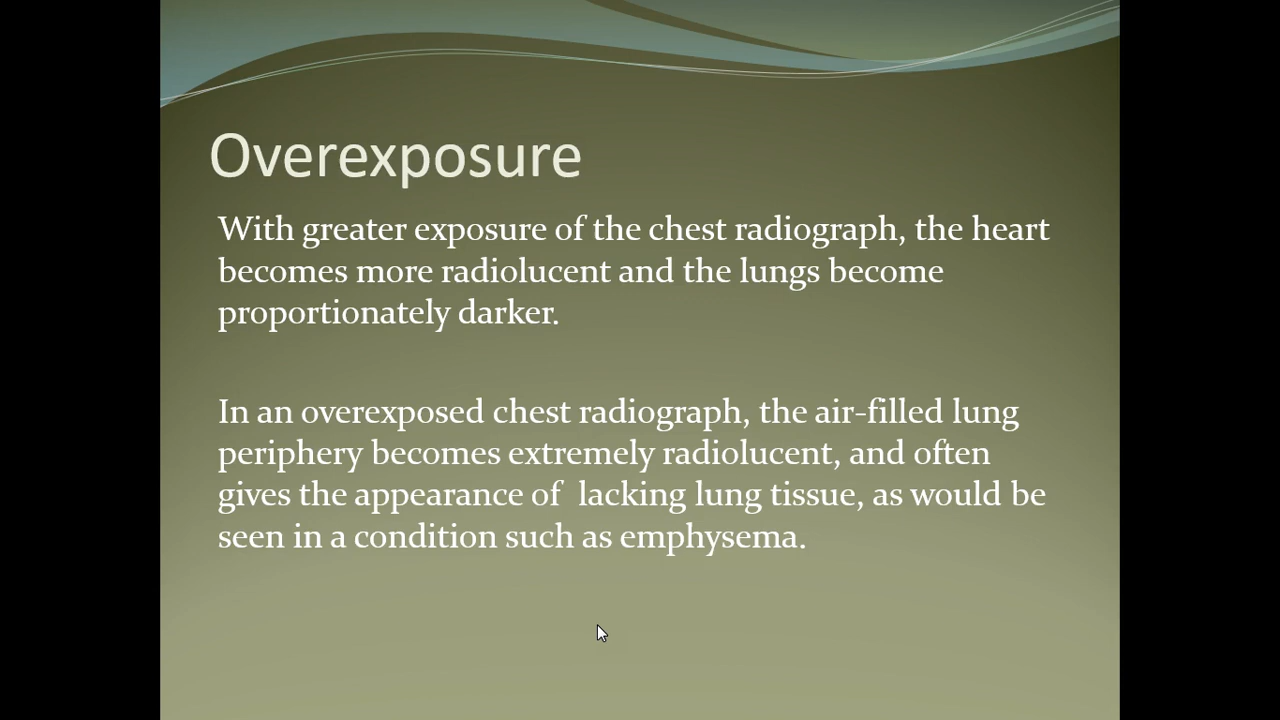 Overexposure
With greater exposure of the chest radiograph, the heart
becomes more radiolucent and the lungs become
proportionately darker.
In an overexposed chest radiograph, the air-filled lung
periphery becomes extremely radiolucent, and often
gives the appearance of  lacking lung tissue, as would be
seen in a condition such as emphysema.